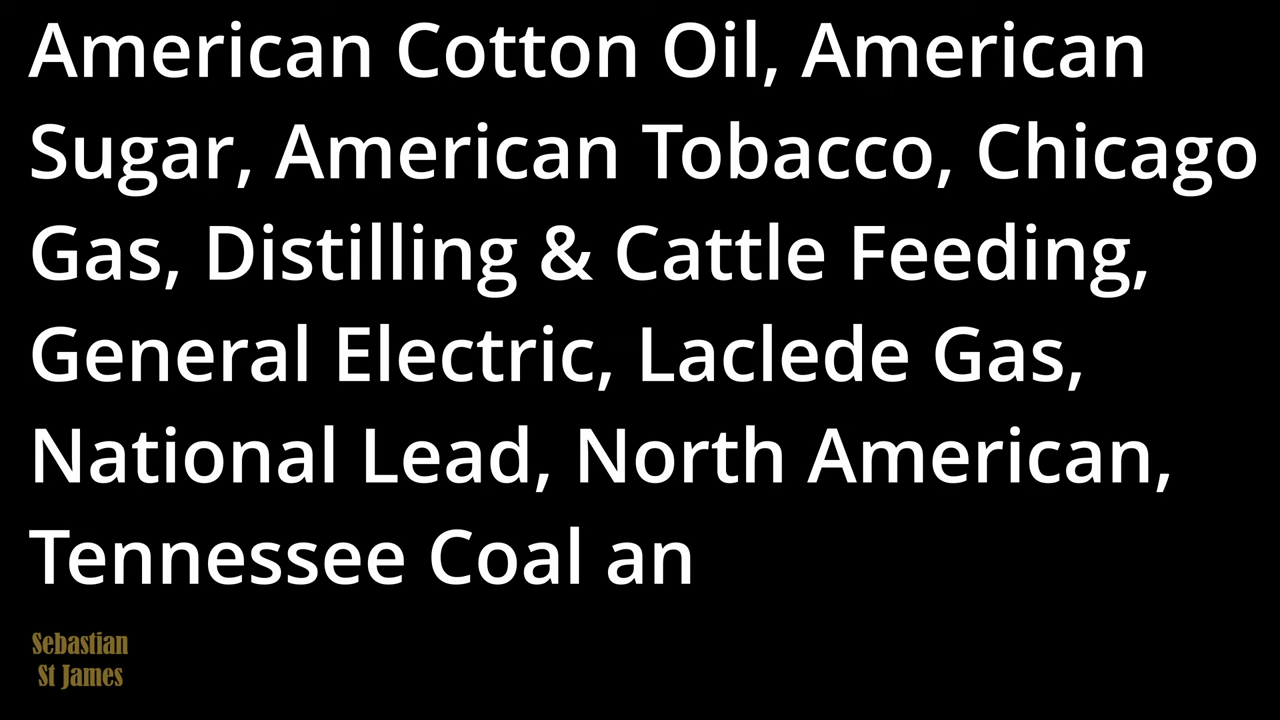 American Cotton Oil, American
Sugar, American Tobacco, Chicago
Gas, Distilling & Cattle Feeding,
General Electric, Laclede Gas,
National Lead, North American,
Tennessee Coal an
Sebastian
St James